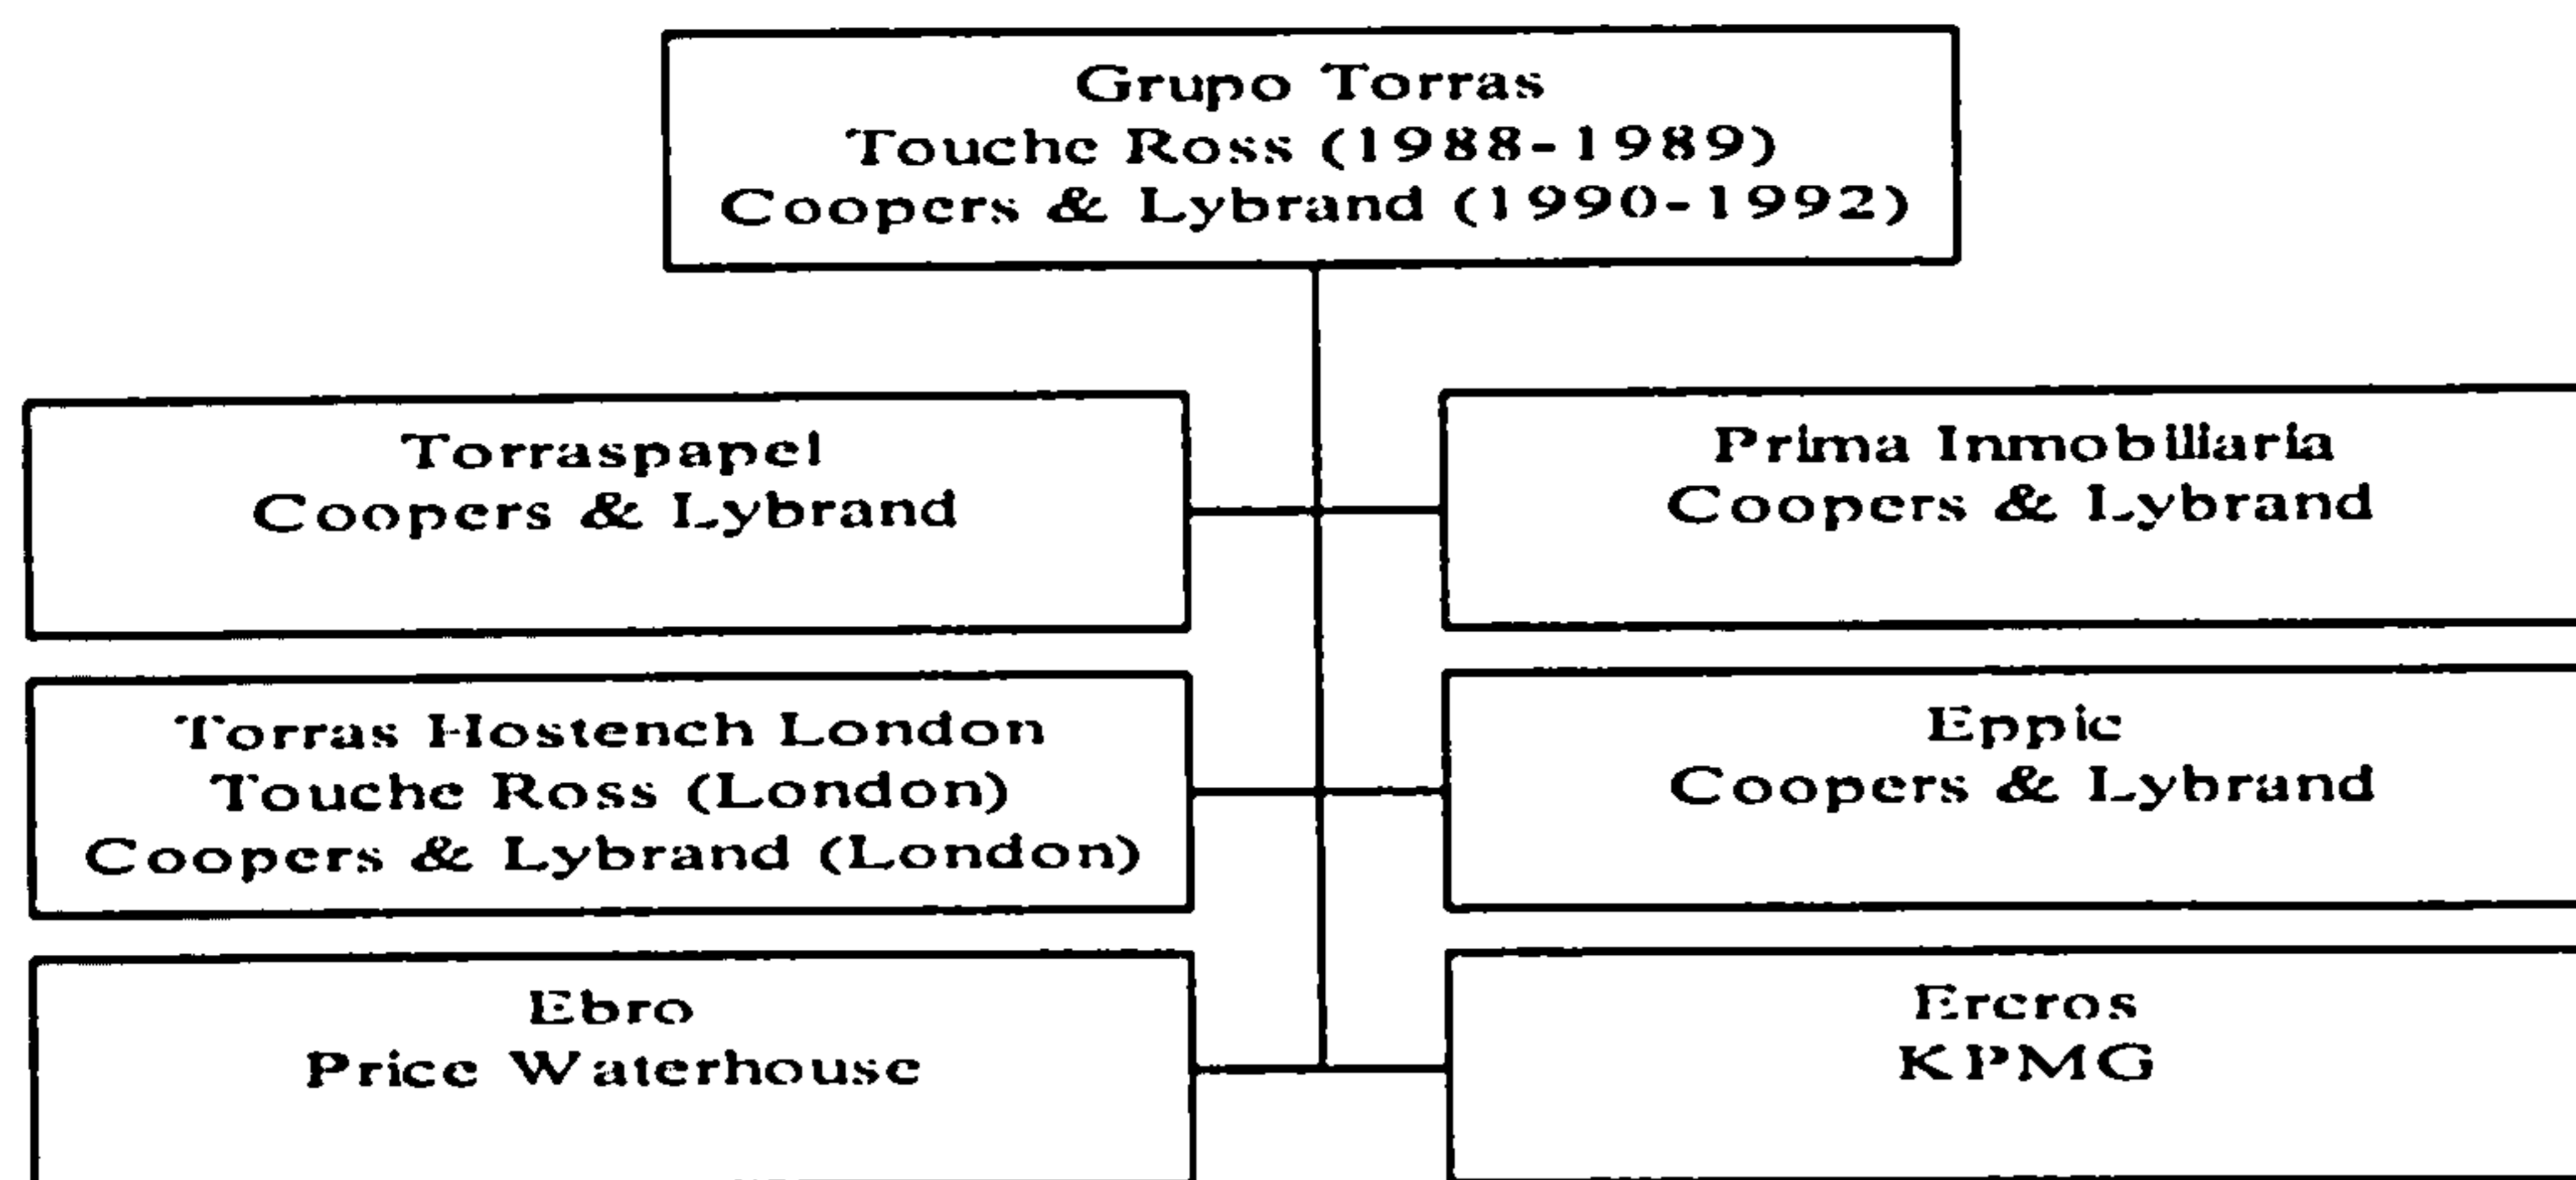 Grupo Torras
Touche Ross (1988-1989)
Coopers & Lybrand (1990-1992)
Torraspapel
Coopers & Lybrand
Prima Inmobiliaria
Coopers & Lybrand
Torras Hostench London
Touche Ross (London)
Coopers & Lybrand (London)
Eppic
Coopers & Lybrand
Ebro
Price Waterhouse
Ercros
KPMG